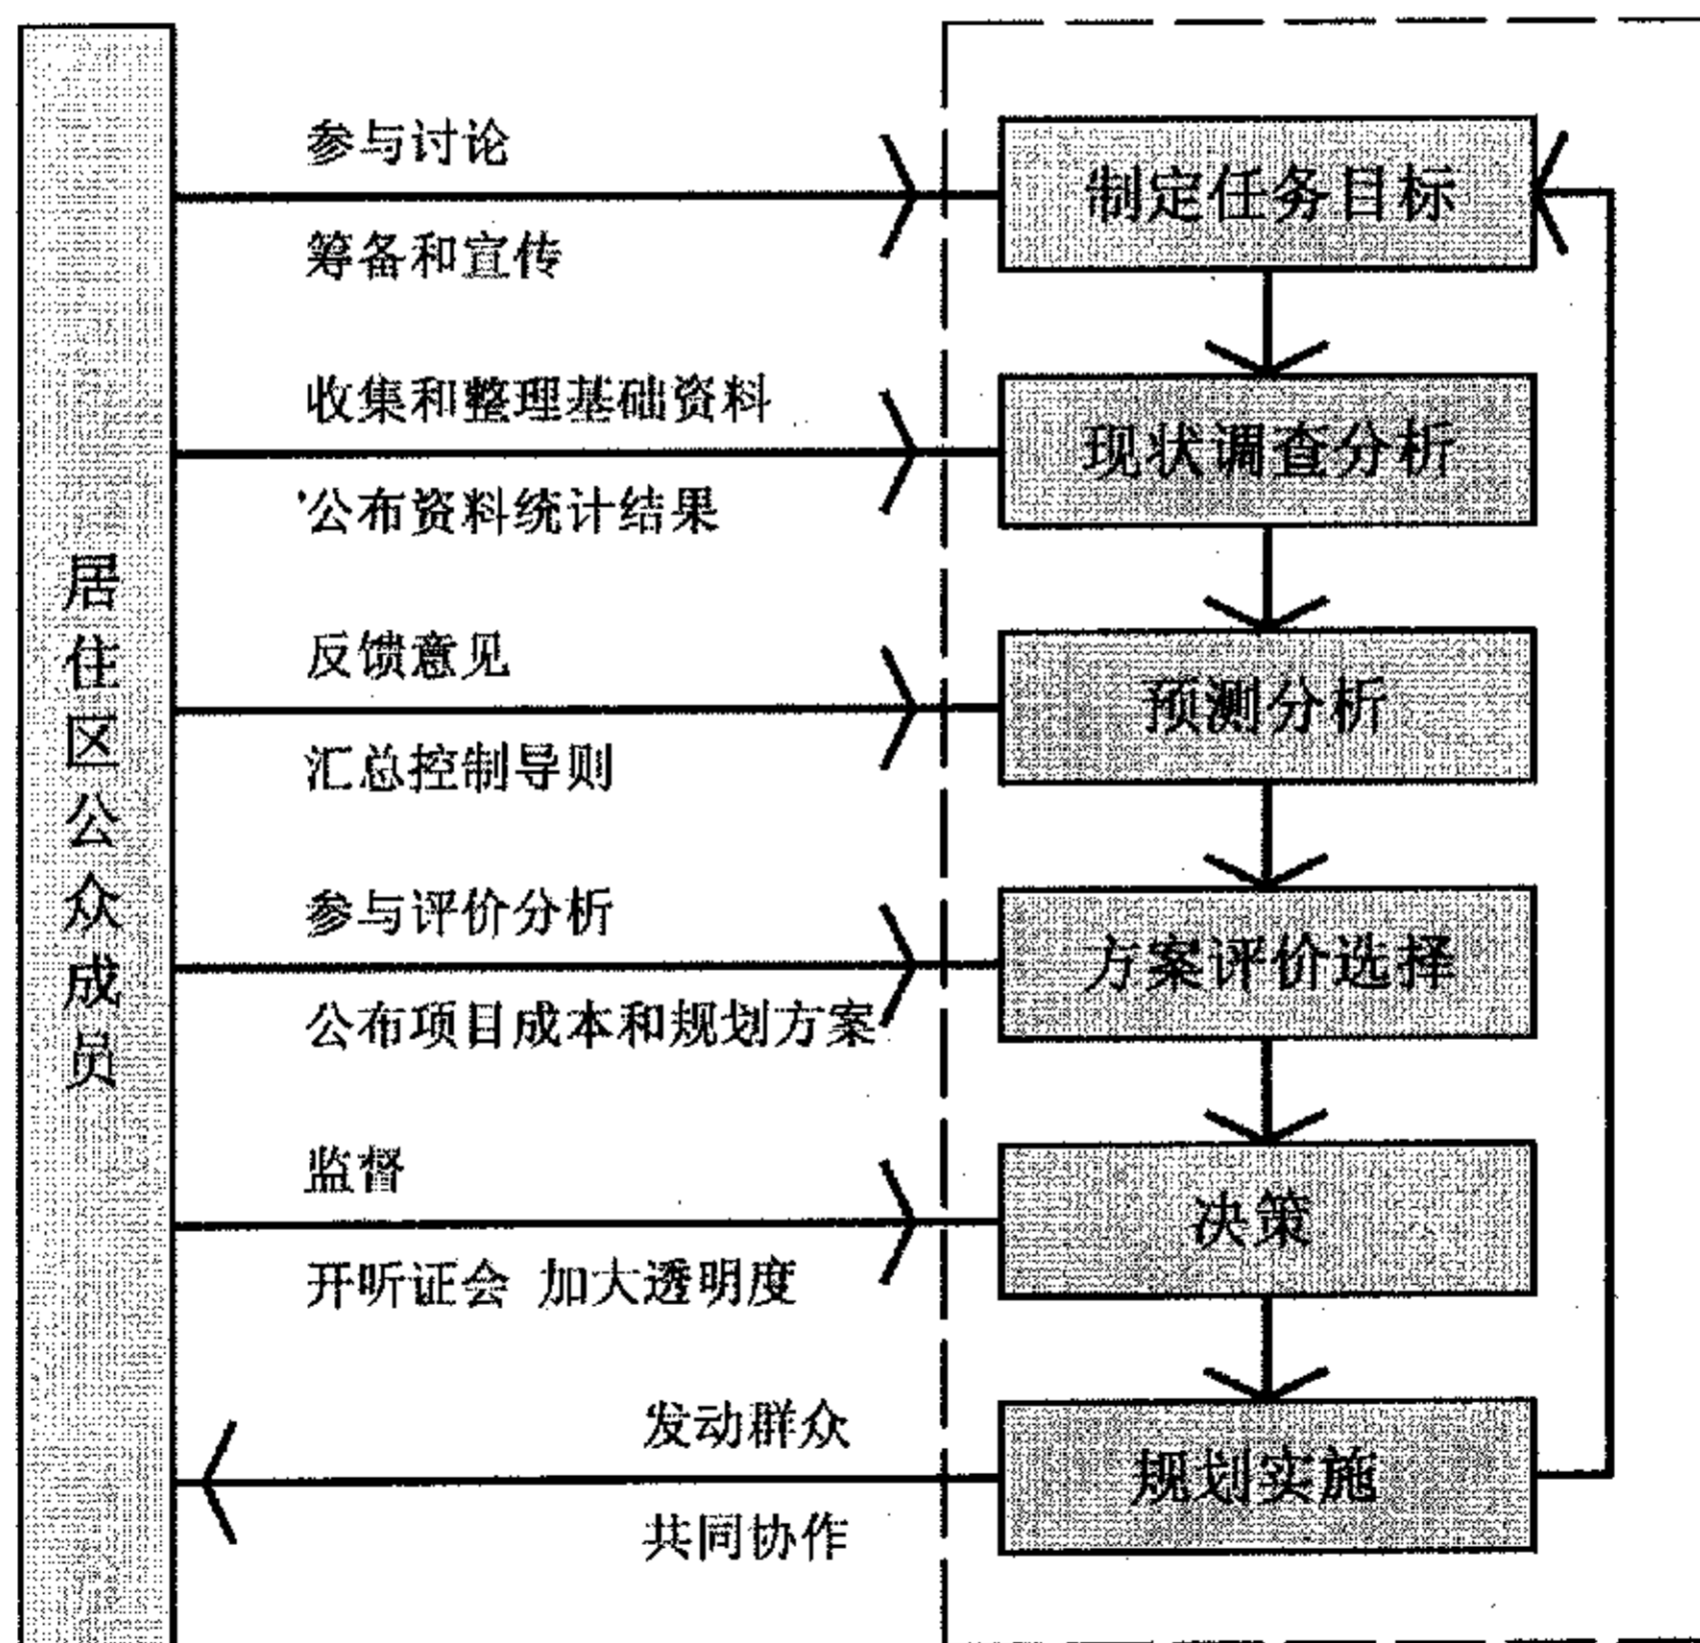 居住区公众成员
参与讨论
筹备和宣传
制定任务目标
收集和整理基础资料
公布资料统计结果
现状调查分析
反馈意见
汇总控制导则
预测分析
参与评价分析
公布项目成本和规划方案
方案评价选择
监督
开听证会 加大透明度
决策
发动群众
共同协作
规划实施